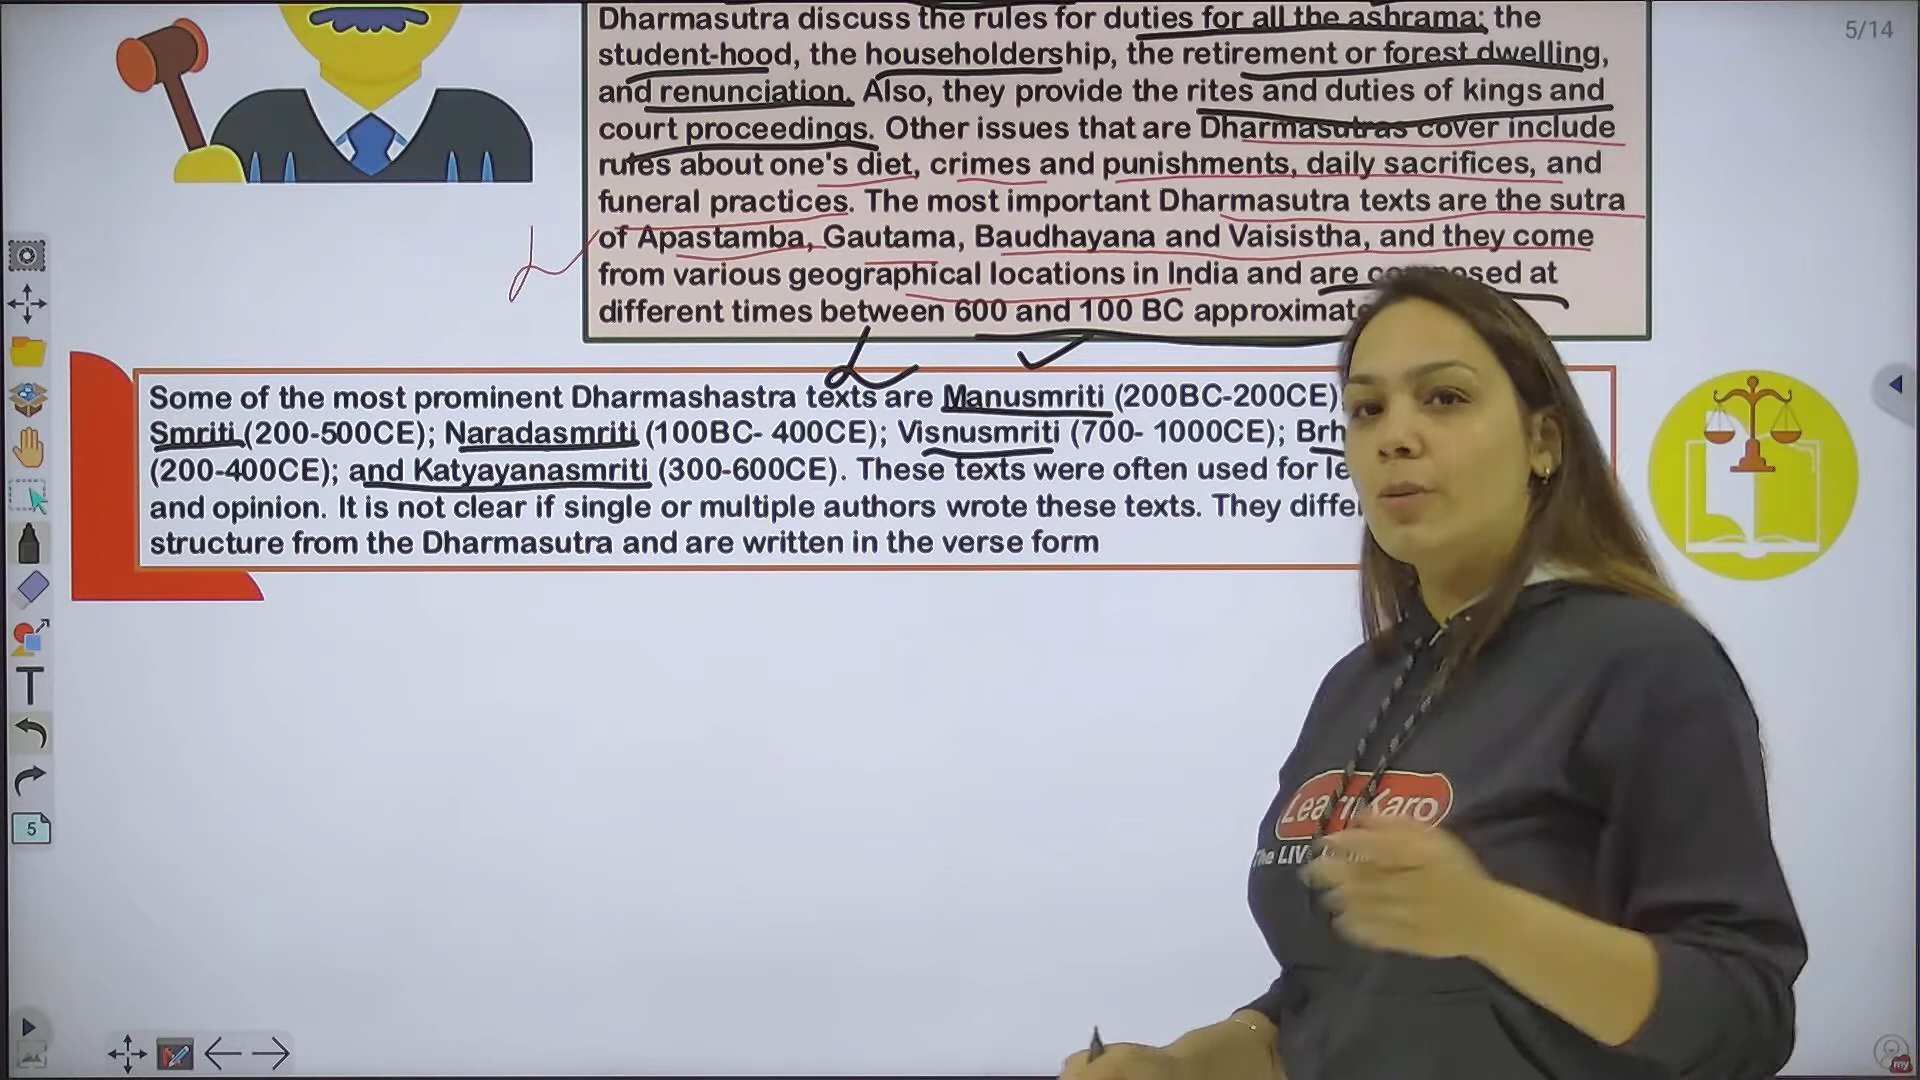 Dharmasutra discuss the rules for duties for all the ashrama; the
5/14
student-hood, the householdership, the retirement or forest dwelling,
and renunciation. Also, they provide the rites and duties of kings and
court proceedings. Other issues that are Dharmasutras cover include
rules about one's diet, crimes and punishments, daily sacrifices, and
funeral practices. The most important Dharmasutra texts are the sutra
of Apastamba, Gautama, Baudhayana and Vaisistha, and they come
from various geographical locations in India and are composed at
different times between 600 and 100 BC
Some of the most prominent Dharmashastra texts are Manusmriti (200BC-200CE)
Smriti (200-500CE); Naradasmriti (100BC- 400CE); Visnusmriti (700- 1000CE);
(200-400CE); and Katyayanasmriti (300-600CE). These texts were often used for
and opinion. It is not clear if single or multiple authors wrote these texts. They
structure from the Dharmasutra and are written in the verse form
LearnKaro
The LIV
5